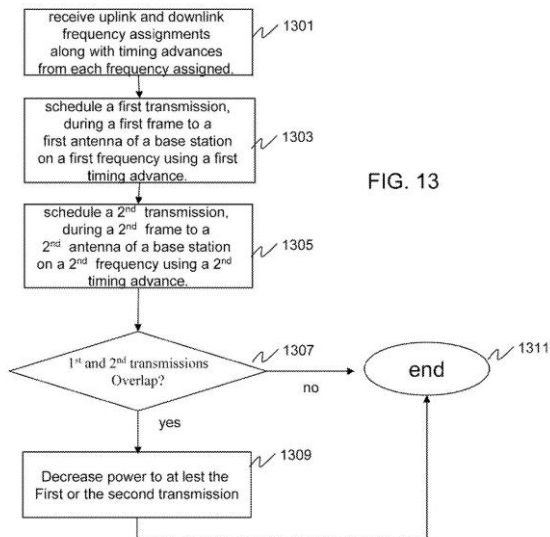 receive uplink and downlink
frequency assignments
along with timing advances
from each frequency assigned.
1301
schedule a first transmission,
during a first frame to a
first antenna of a base station
on a first frequency using a first
timing advance.
1303
FIG. 13
schedule a 2nd transmission,
during a 2nd frame to a
2nd antenna of a base station
on a 2nd frequency using a 2nd
timing advance.
1305
1st and 2nd transmissions
Overlap?
1307
no
end
1311
yes
Decrease power to at lest the
First or the second transmission
1309